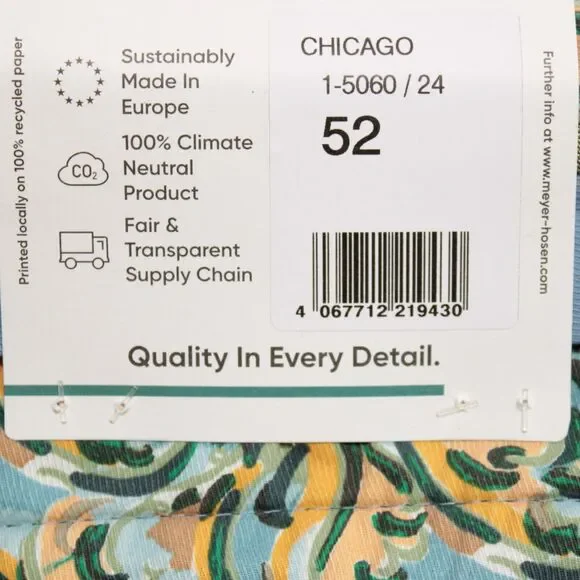 Printed locally on 100% recycled paper
Sustainably
Made In
Europe
CO2
100% Climate
Neutral
Product
Fair &
Transparent
Supply Chain
CHICAGO
1-5060 / 24
52
4 067712 219430
Further info at www.meyer-hosen.com
Quality In Every Detail.